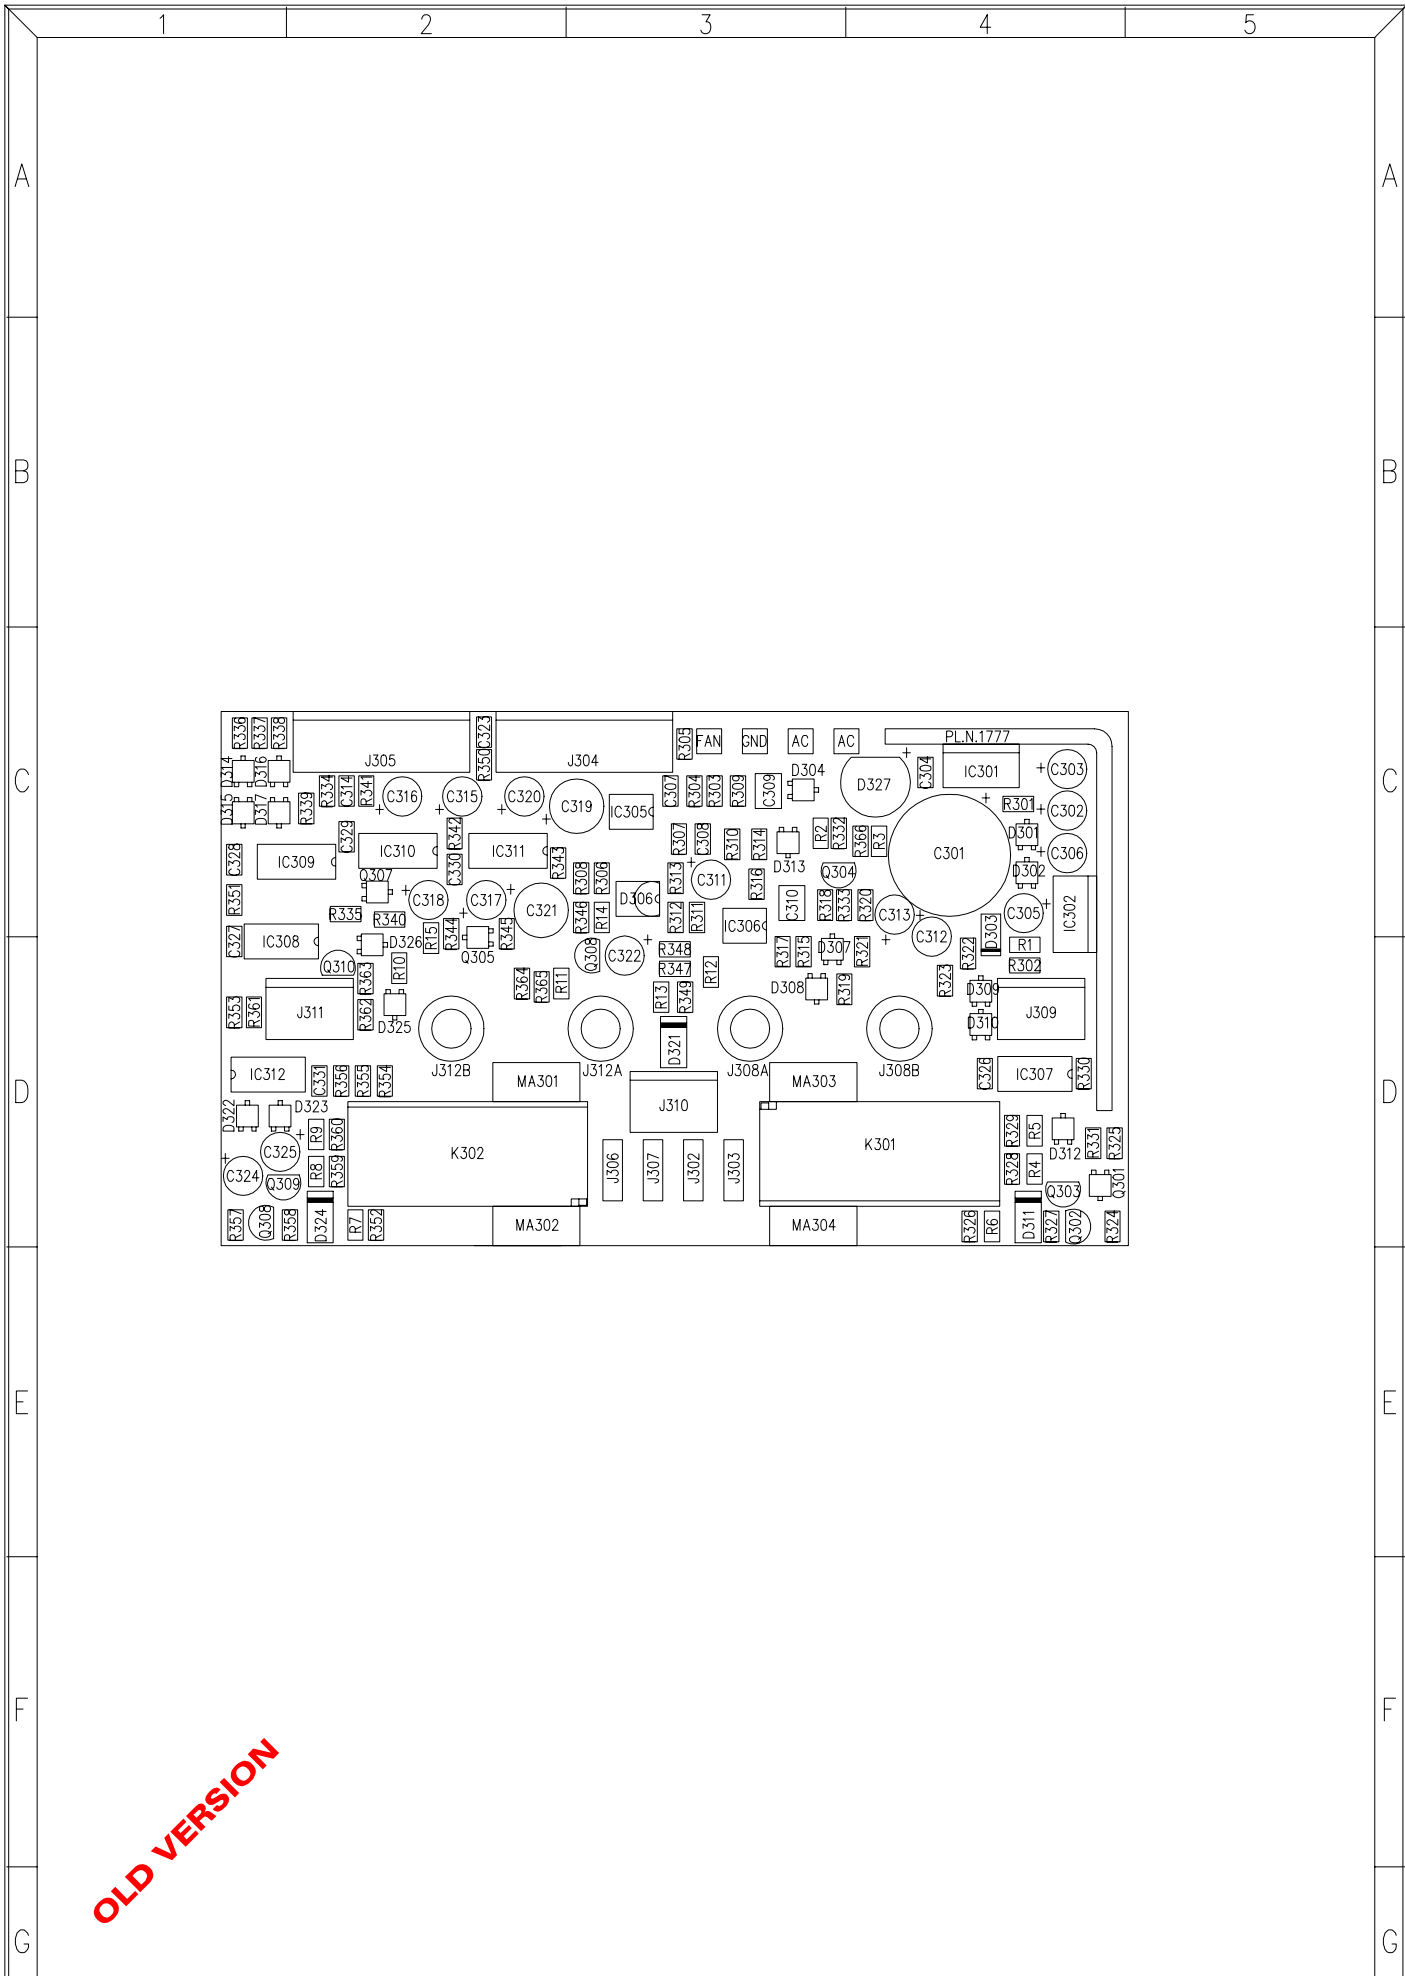 1 2 3 4 5
A A
B B
C C
D D
E E
F F
G G
R336 R337 R338 J305 C323 R350 J304 R305 FAN GND AC AC PL.N.1777
D314 D316 D304 D327 C304 IC301 C303
R334 C314 R341 C316 C315 C320 C319 IC305 C307 R304 R303 R309 C309
D315 D317 R339 R301 C302
C329 R342 R307 C308 R310 R314 D313 R2 R332 R366 R3 C301 D301
C328 IC309 IC310 C330 IC311 R343 C306
Q307 R308 R306 R313 C311 R316 Q304 D302
R351 C318 C317 C321 D306 C310 R318 R333 R320 C313 C305 IC302
R335 R340 R346 R14 R312 R311 IC306 C312 D303
C327 IC308 D326 R15 R344 Q305 R345 R348 R317 R315 D307 R321 R322 R1
Q310 R363 R10 Q308 C322 R347 R12 R302
R364 R365 R11 R13 R349 D308 R319 R323 D309
R353 R361 J311 R362 D325 D310 J309
D321
IC312 C331 R356 R355 R354 J312B MA301 J312A J308A MA303 J308B C326 IC307 R330
D322 D323 J310
R9 R360 K302 K301 R329 R5 D312 R331 R325
C325 J306 J307 J302 J303
C324 Q309 R8 R359 R328 R4 Q303 Q301
R357 Q308 R358 D324 R7 R352 MA302 MA304 R326 R6 D311 R327 Q302 R324
OLD VERSION